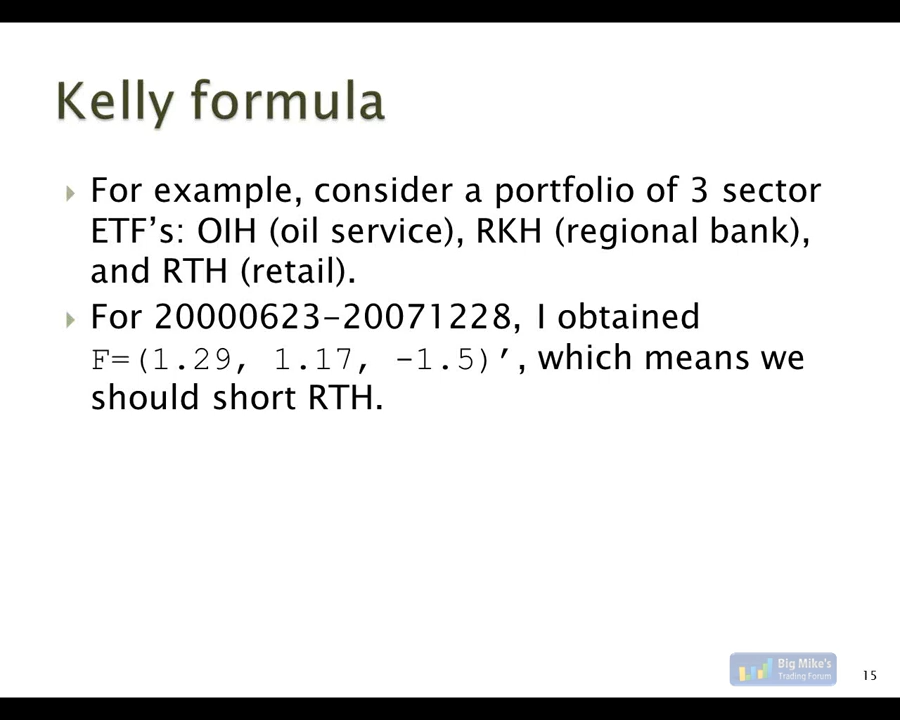 Kelly formula
For example, consider a portfolio of 3 sector
ETF’s: OIH (oil service), RKH (regional bank),
and RTH (retail).
For 20000623-20071228, I obtained
F=(1.29, 1.17, -1.5)’, which means we
should short RTH.
Big Mike's
Trading Forum
15